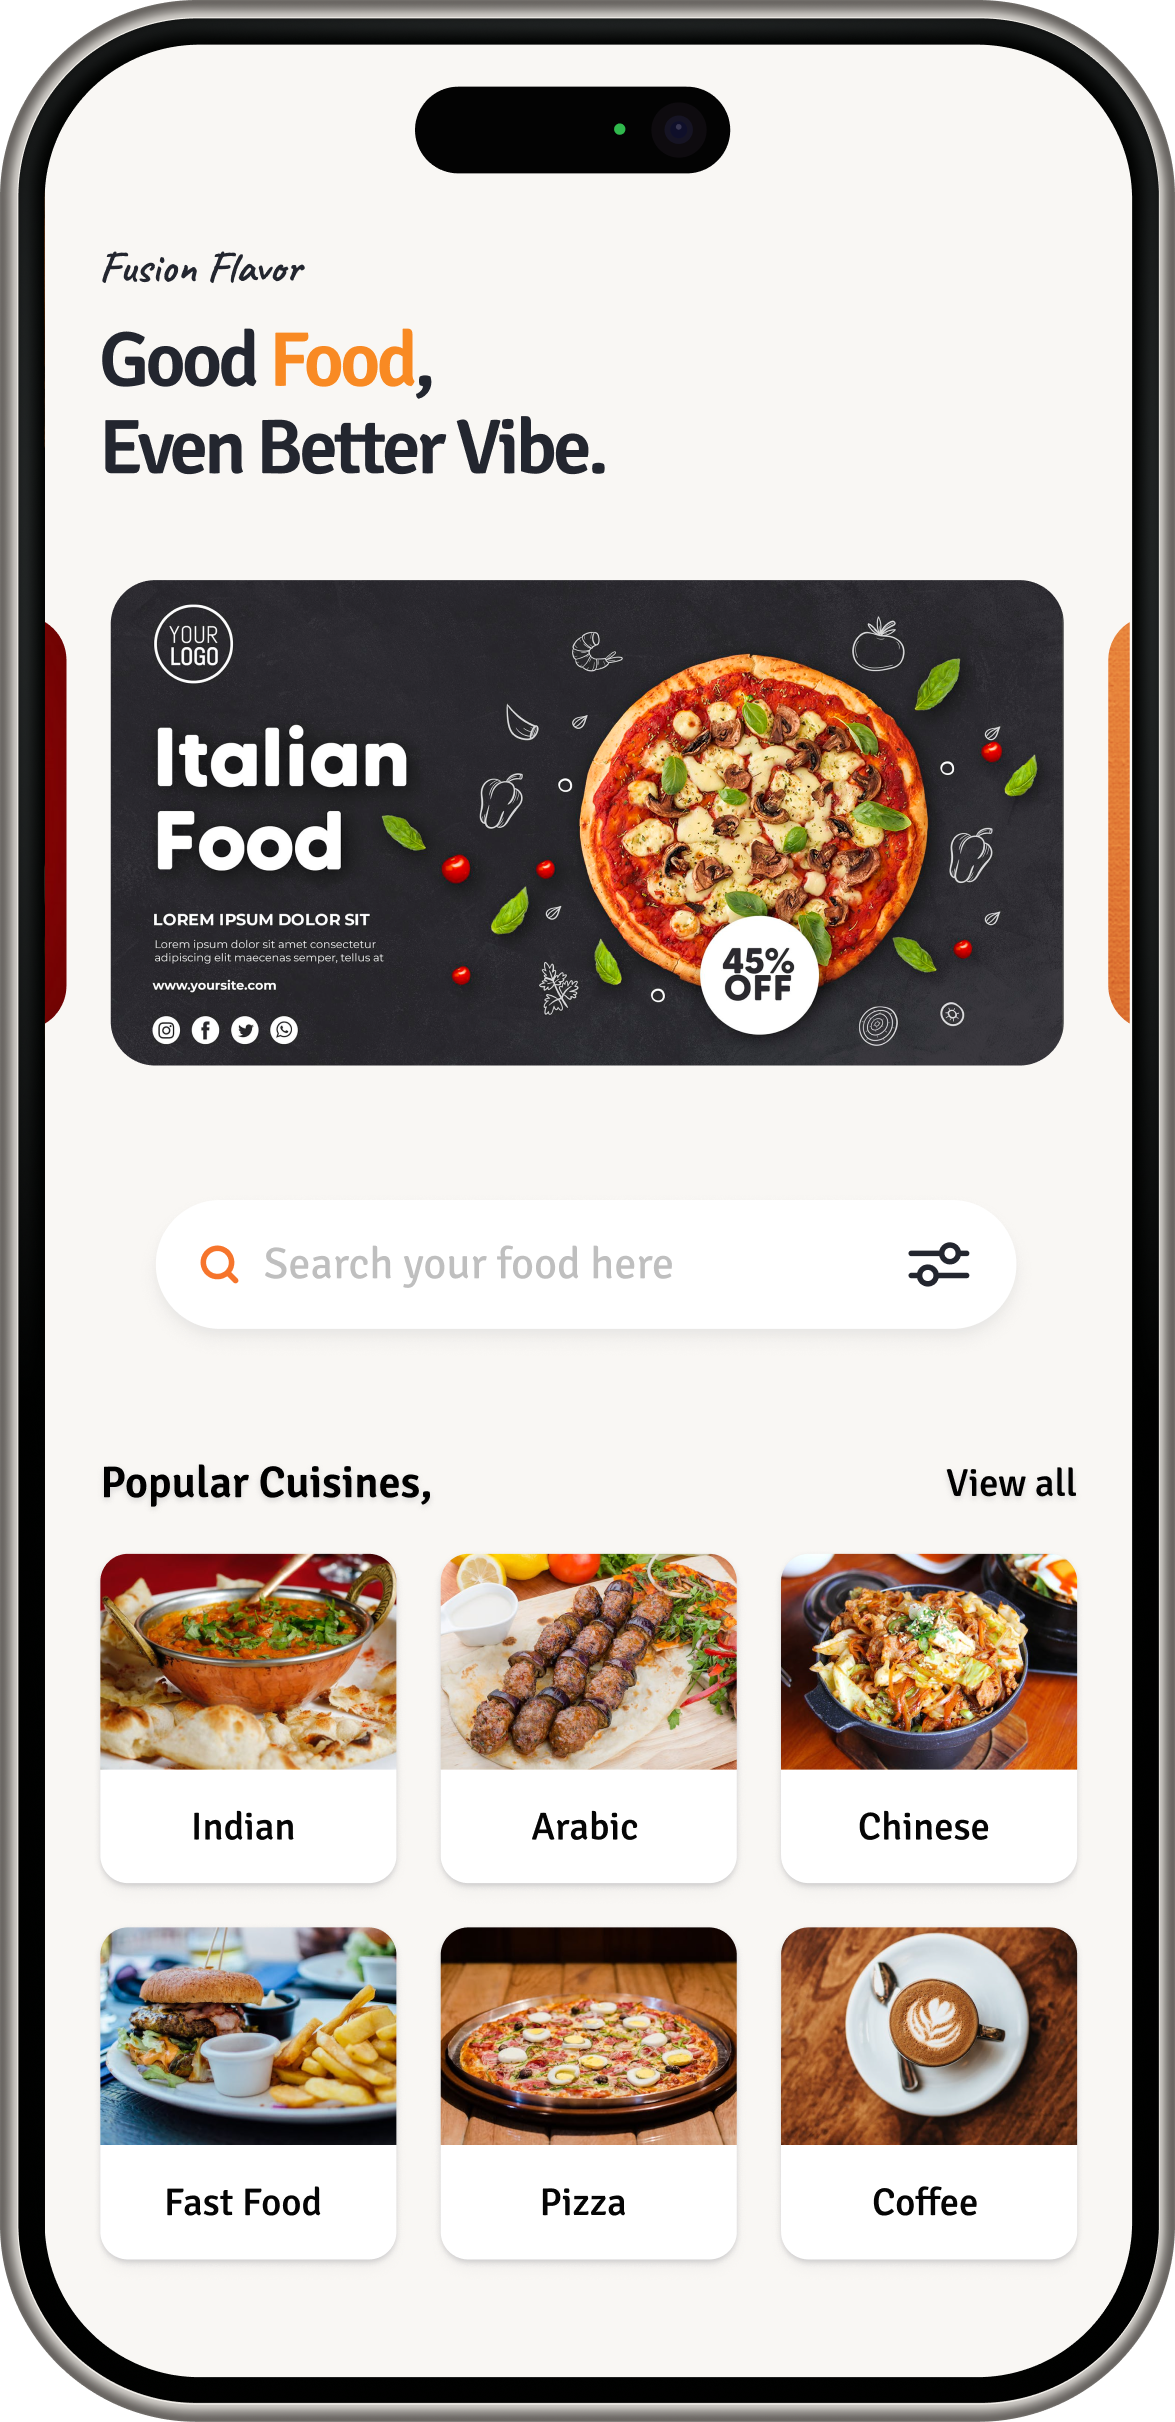 Fusion Flavor
Good Food,
Even Better Vibe.
YOUR
LOGO
Italian
Food
LOREM IPSUM DOLOR SIT
Lorem ipsum dolor sit amet consectetur
adipiscing elit maecenas semper, tellus at
www.yoursite.com
45%
OFF
Search your food here
Popular Cuisines,
View all
Indian
Arabic
Chinese
Fast Food
Pizza
Coffee